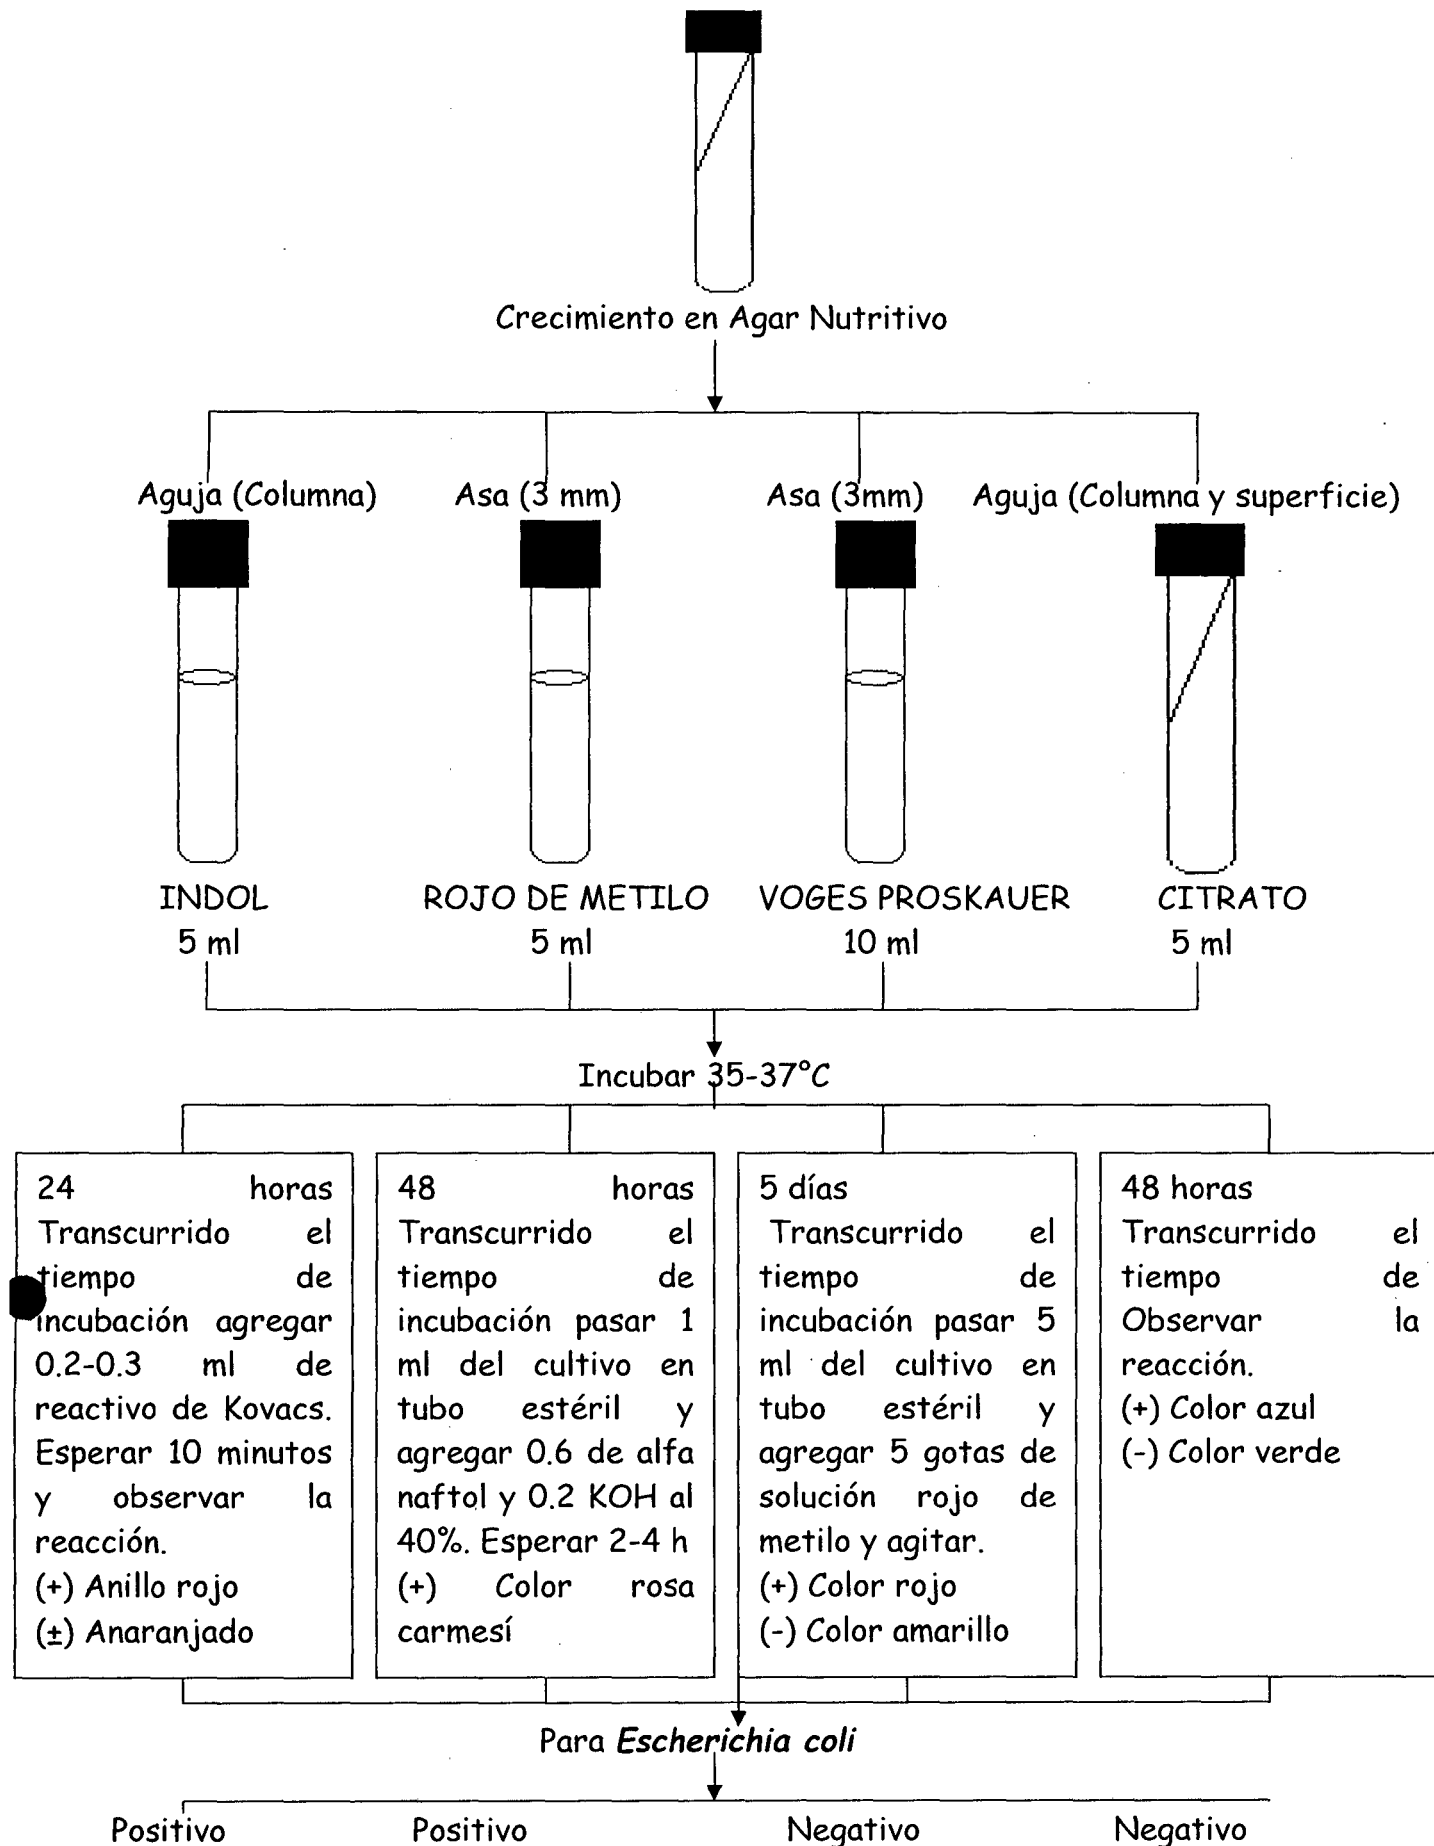 Crecimiento en Agar Nutritivo
Aguja (Columna)
Asa (3 mm)
Asa (3mm)
Aguja (Columna y superficie)
INDOL
5 ml
ROJO DE METILO
5 ml
VOGES PROSKAUER
10 ml
CITRATO
5 ml
Incubar 35-37°C
24 horas
Transcurrido el
tiempo de
incubación agregar
0.2-0.3 ml de
reactivo de Kovacs.
Esperar 10 minutos
y observar la
reacción.
(+) Anillo rojo
(±) Anaranjado
48 horas
Transcurrido el
tiempo de
incubación pasar 1
ml del cultivo en
tubo estéril y
agregar 0.6 de alfa
naftol y 0.2 KOH al
40%. Esperar 2-4 h
(+) Color rosa
carmesí
5 días
Transcurrido el
tiempo de
incubación pasar 5
ml del cultivo en
tubo estéril y
agregar 5 gotas de
solución rojo de
metilo y agitar.
(+) Color rojo
(-) Color amarillo
48 horas
Transcurrido el
tiempo de
Observar la
reacción.
(+) Color azul
(-) Color verde
Para Escherichia coli
Positivo
Positivo
Negativo
Negativo